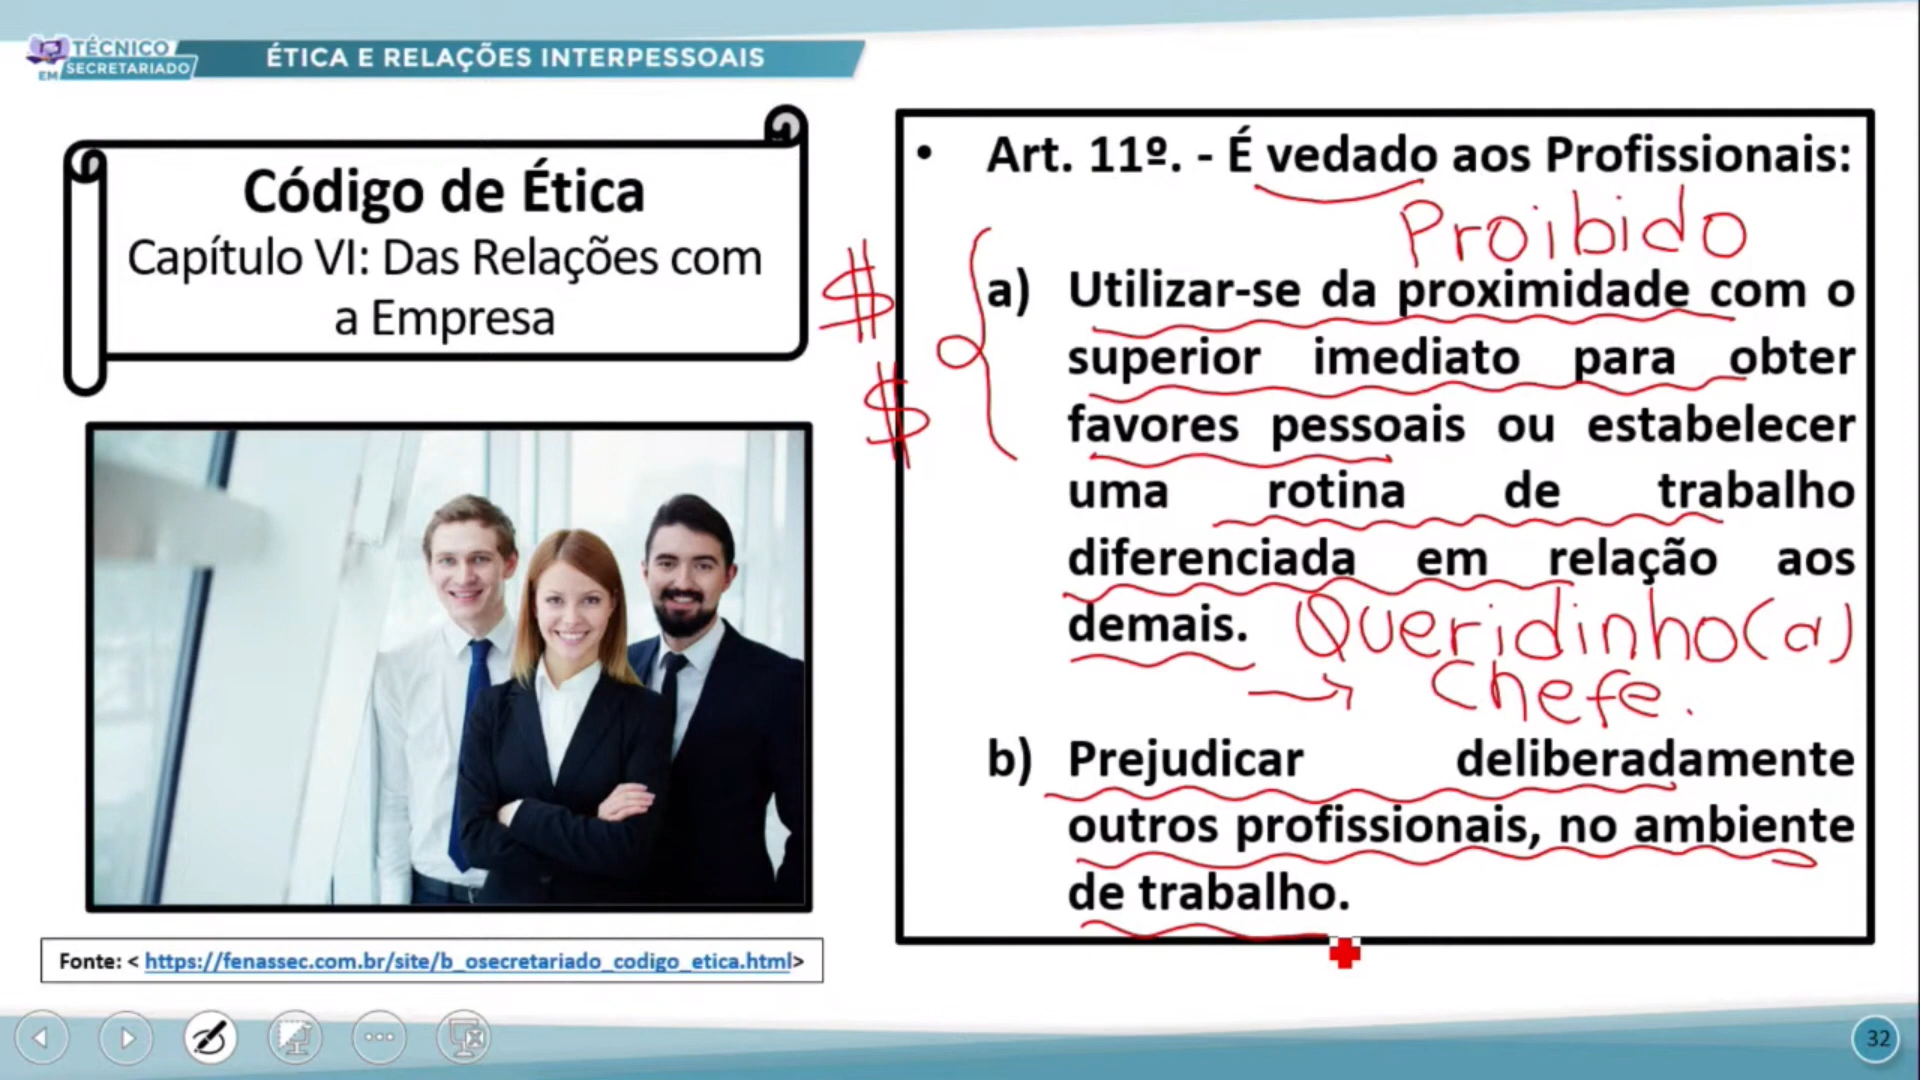 TÉCNICO
EM SECRETARIADO
ÉTICA E RELAÇÕES INTERPESSOAIS
Código de Ética
Capítulo VI: Das Relações com
a Empresa
Fonte: < https://fenassec.com.br/site/b_osecretariado_codigo_etica.html>
• Art. 11º. - É vedado aos Profissionais:
Proibido
$
$
a) Utilizar-se da proximidade com o
superior imediato para obter
favores pessoais ou estabelecer
uma rotina de trabalho
diferenciada em relação aos
demais. Queridinho(a)
→ Chefe.
b) Prejudicar deliberadamente
outros profissionais, no ambiente
de trabalho.
32